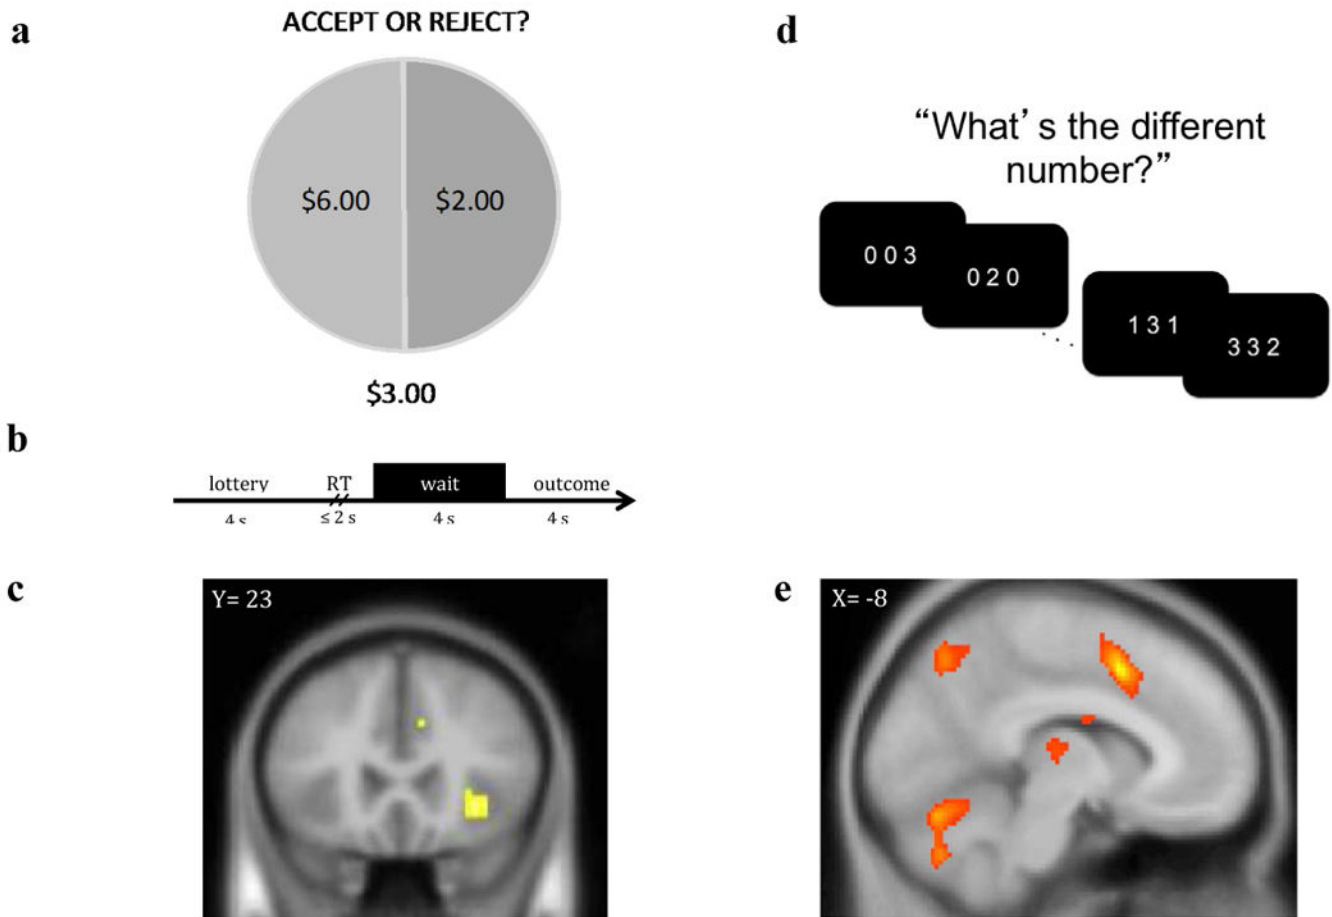 a
ACCEPT OR REJECT?
$6.00 $2.00
$3.00
b
lottery RT wait outcome
4 s ≤ 2 s 4 s 4 s
c
Y= 23
d
“What’s the different
number?”
0 0 3
0 2 0
1 3 1
3 3 2
e
X= -8